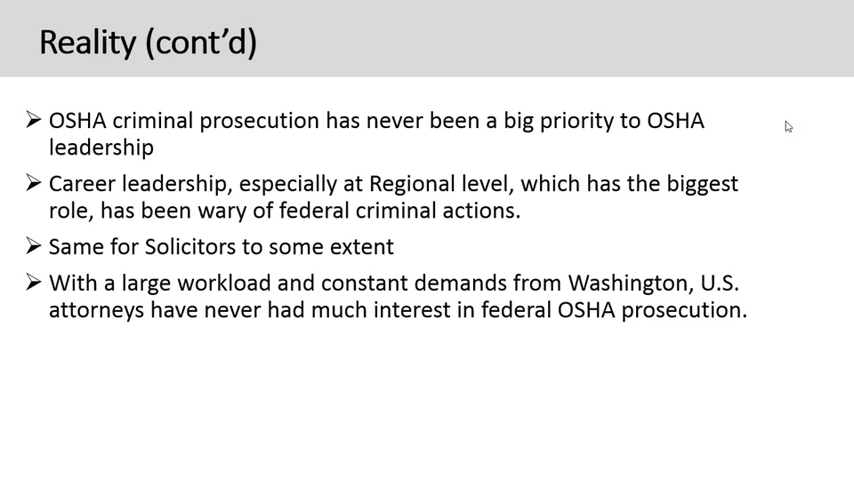 Reality (cont’d)
➢ OSHA criminal prosecution has never been a big priority to OSHA
leadership
➢ Career leadership, especially at Regional level, which has the biggest
role, has been wary of federal criminal actions.
➢ Same for Solicitors to some extent
➢ With a large workload and constant demands from Washington, U.S.
attorneys have never had much interest in federal OSHA prosecution.